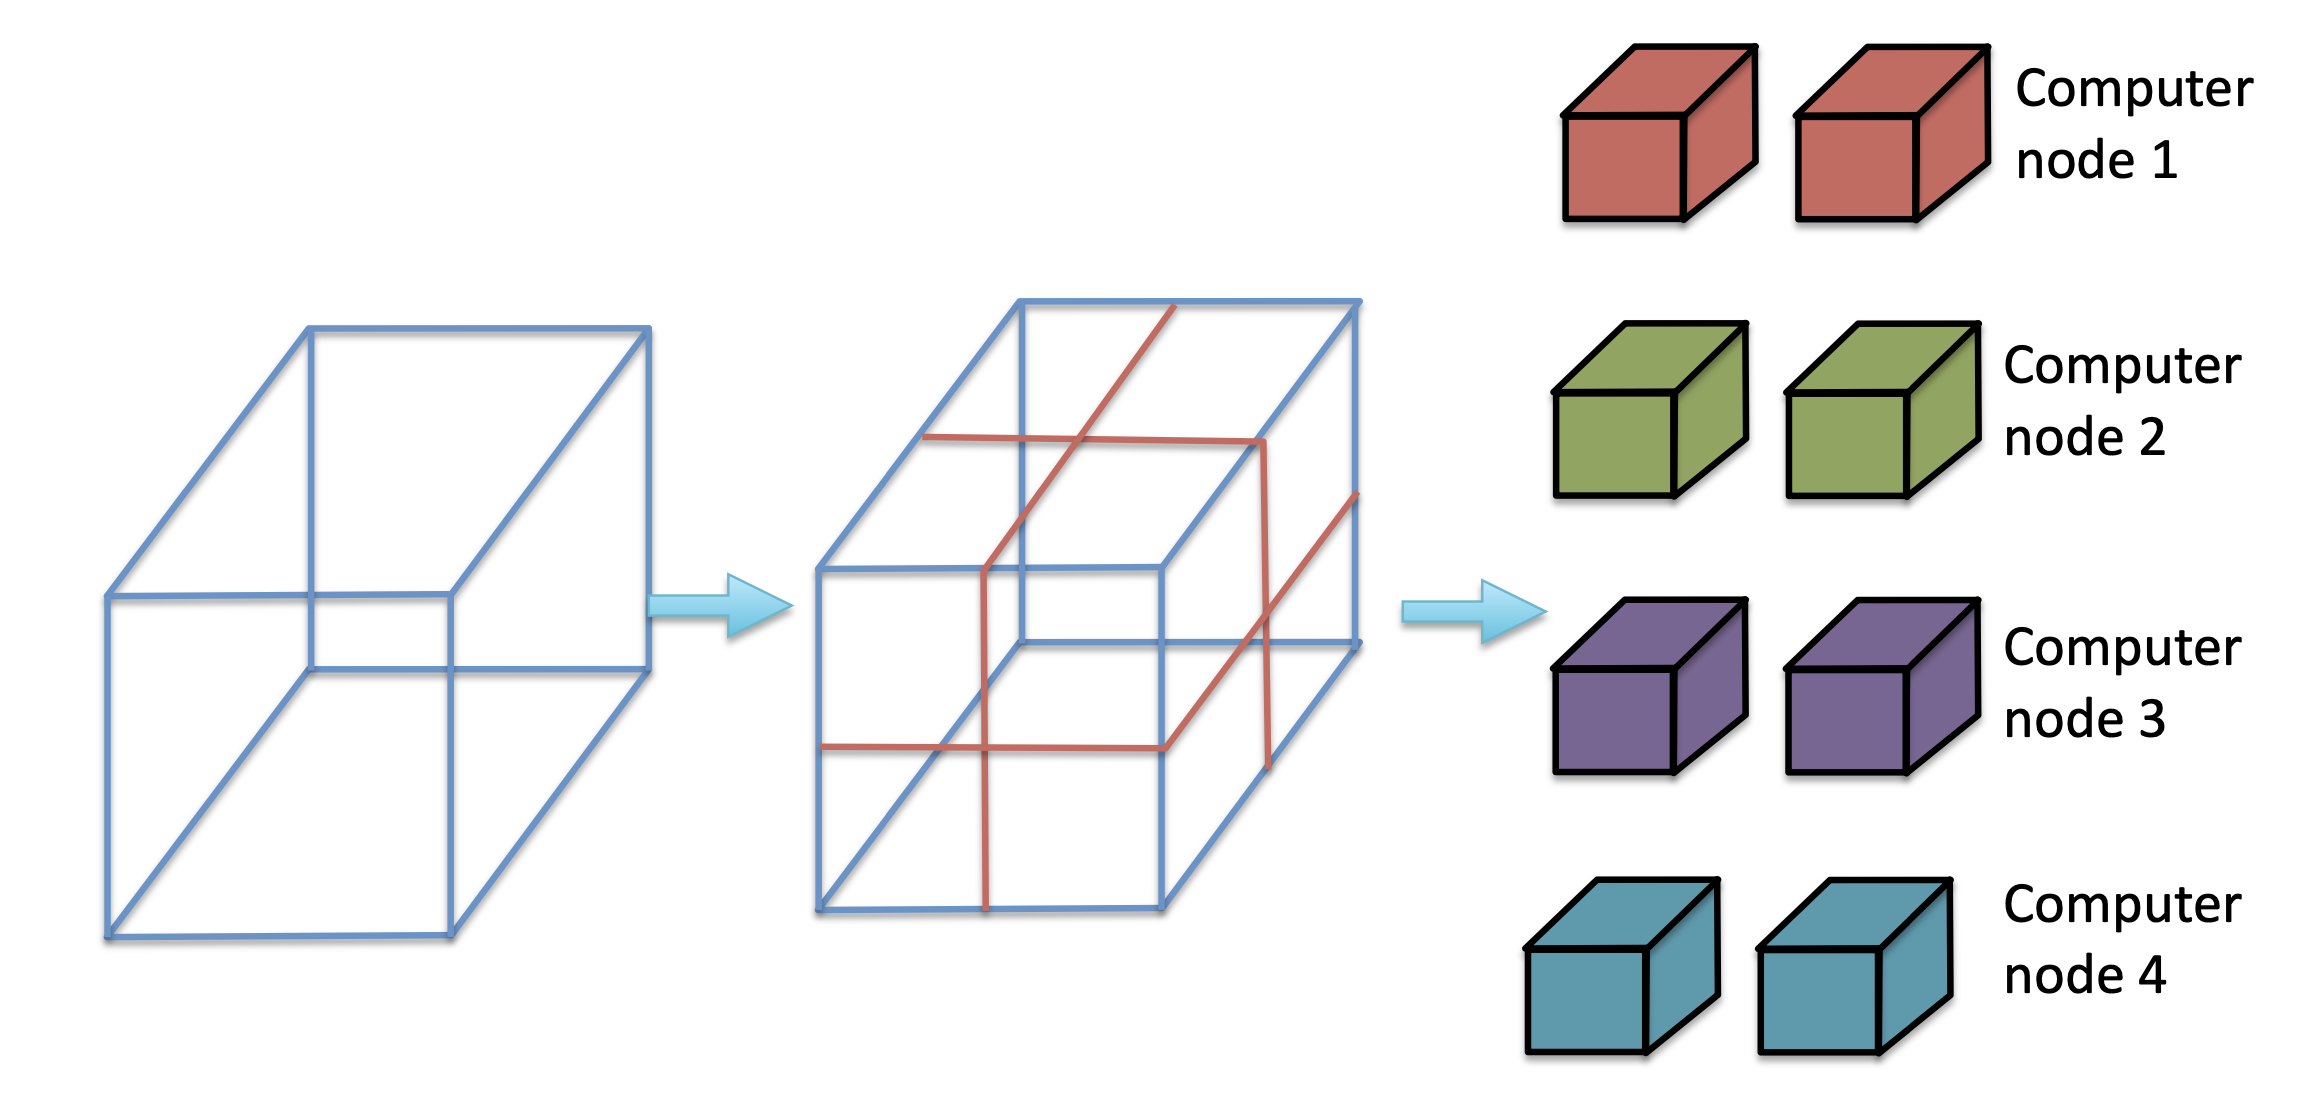 Computer
node 1
Computer
node 2
Computer
node 3
Computer
node 4